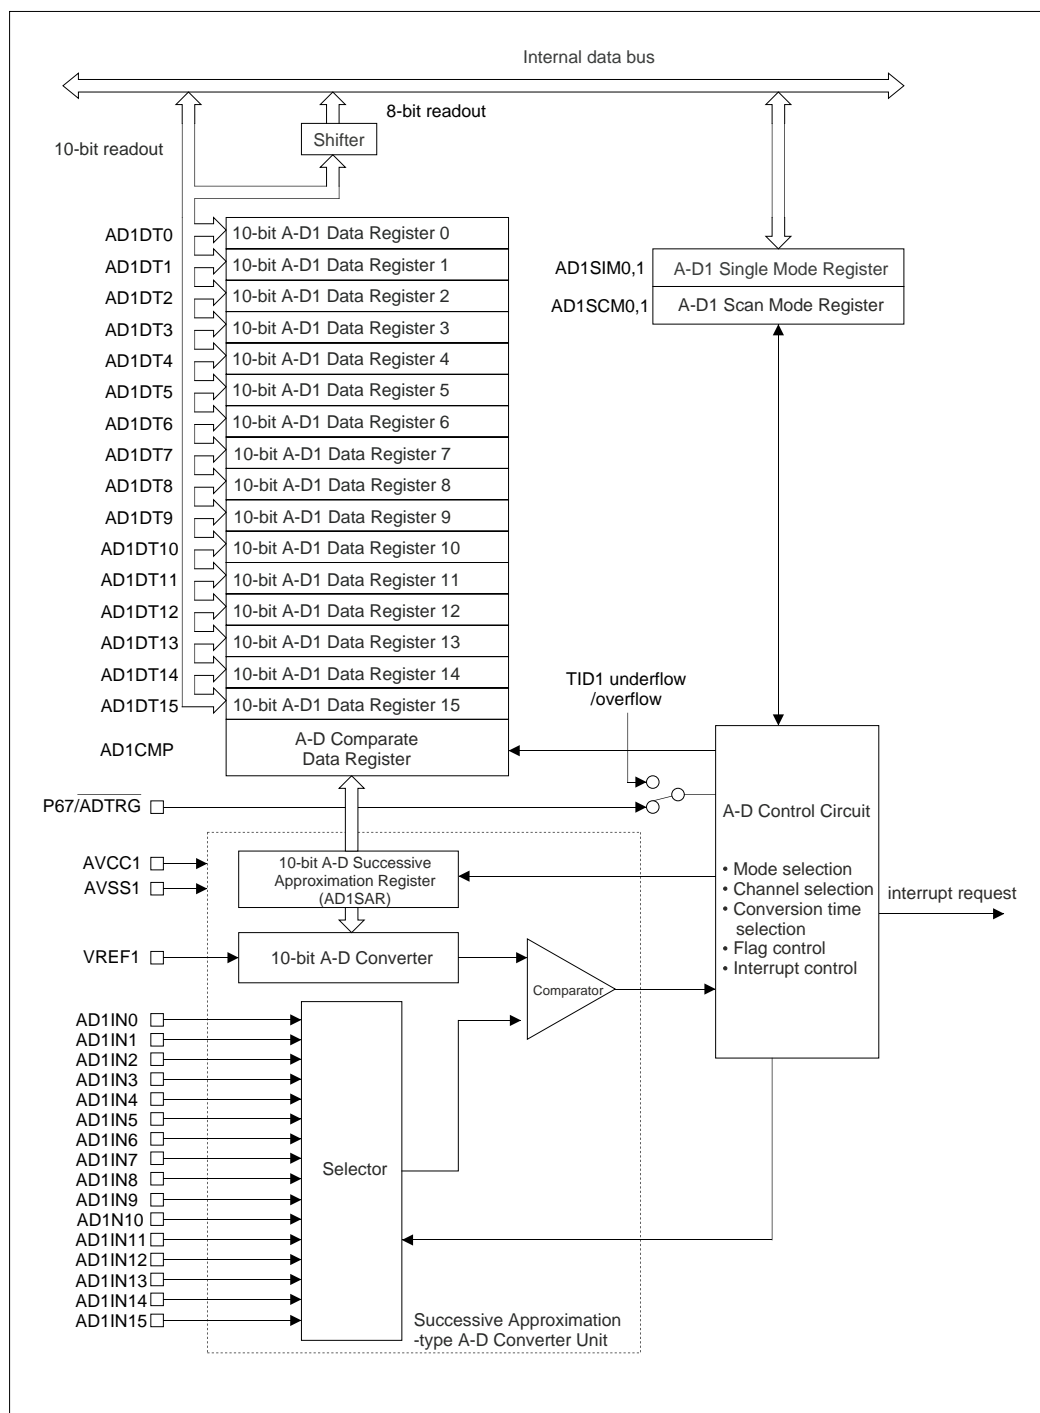 Internal data bus
8-bit readout
Shifter
10-bit readout
AD1DT0 10-bit A-D1 Data Register 0
AD1DT1 10-bit A-D1 Data Register 1
AD1DT2 10-bit A-D1 Data Register 2
AD1DT3 10-bit A-D1 Data Register 3
AD1DT4 10-bit A-D1 Data Register 4
AD1DT5 10-bit A-D1 Data Register 5
AD1DT6 10-bit A-D1 Data Register 6
AD1DT7 10-bit A-D1 Data Register 7
AD1DT8 10-bit A-D1 Data Register 8
AD1DT9 10-bit A-D1 Data Register 9
AD1DT10 10-bit A-D1 Data Register 10
AD1DT11 10-bit A-D1 Data Register 11
AD1DT12 10-bit A-D1 Data Register 12
AD1DT13 10-bit A-D1 Data Register 13
AD1DT14 10-bit A-D1 Data Register 14
AD1DT15 10-bit A-D1 Data Register 15
AD1CMP
A-D Comparate
Data Register
AD1SIM0,1 A-D1 Single Mode Register
AD1SCM0,1 A-D1 Scan Mode Register
TID1 underflow
/overflow
P67/ADTRG
A-D Control Circuit
• Mode selection
• Channel selection
• Conversion time
selection
• Flag control
• Interrupt control
interrupt request
AVCC1
AVSS1
10-bit A-D Successive
Approximation Register
(AD1SAR)
VREF1
10-bit A-D Converter
Comparator
AD1IN0
AD1IN1
AD1IN2
AD1IN3
AD1IN4
AD1IN5
AD1IN6
AD1IN7
AD1IN8
AD1IN9
AD1N10
AD1IN11
AD1IN12
AD1IN13
AD1IN14
AD1IN15
Selector
Successive Approximation
-type A-D Converter Unit